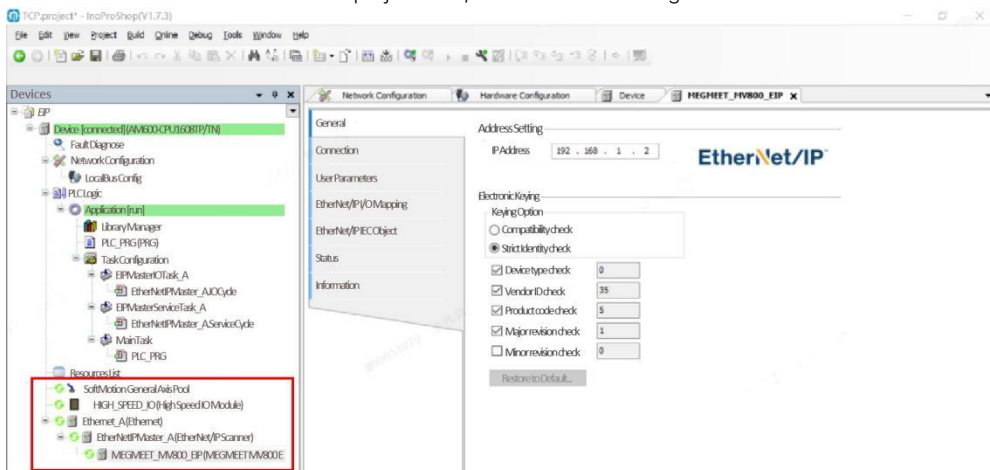 TCP.project* - InoProShop(V1.7.3)
File Edit View Project Build Online Debug Tools Window Help
Devices
Network Configuration
Hardware Configuration
Device
MEGMEET_MV800_EIP
EIP
Device [connected] (AM600-CPU1608TP/TN)
Fault Diagnose
Network Configuration
LocalBus Config
PLC Logic
Application [run]
Library Manager
PLC_PRG (PRG)
Task Configuration
EIPMasterIOTask_A
EtherNetIPMaster_A.IOCycle
EIPMasterServiceTask_A
EtherNetIPMaster_A.ServiceCycle
MainTask
PLC_PRG
Resources List
SoftMotion General Axis Pool
HIGH_SPEED_IO (High Speed IO Module)
Ethernet_A (Ethernet)
EtherNetIPMaster_A (EtherNet/IP Scanner)
MEGMEET_MV800_EIP (MEGMEET MV800 E
General
Connection
User Parameters
EtherNet/IP I/O Mapping
EtherNet/IP IEC Object
Status
Information
Address Setting
IP Address 192 . 168 . 1 . 2
EtherNet/IP
Electronic Keying
Keying Option
Compatibility check
Strict Identity check
Device type check 0
Vendor ID check 35
Product code check 5
Major revision check 1
Minor revision check 0
Restore to Default...